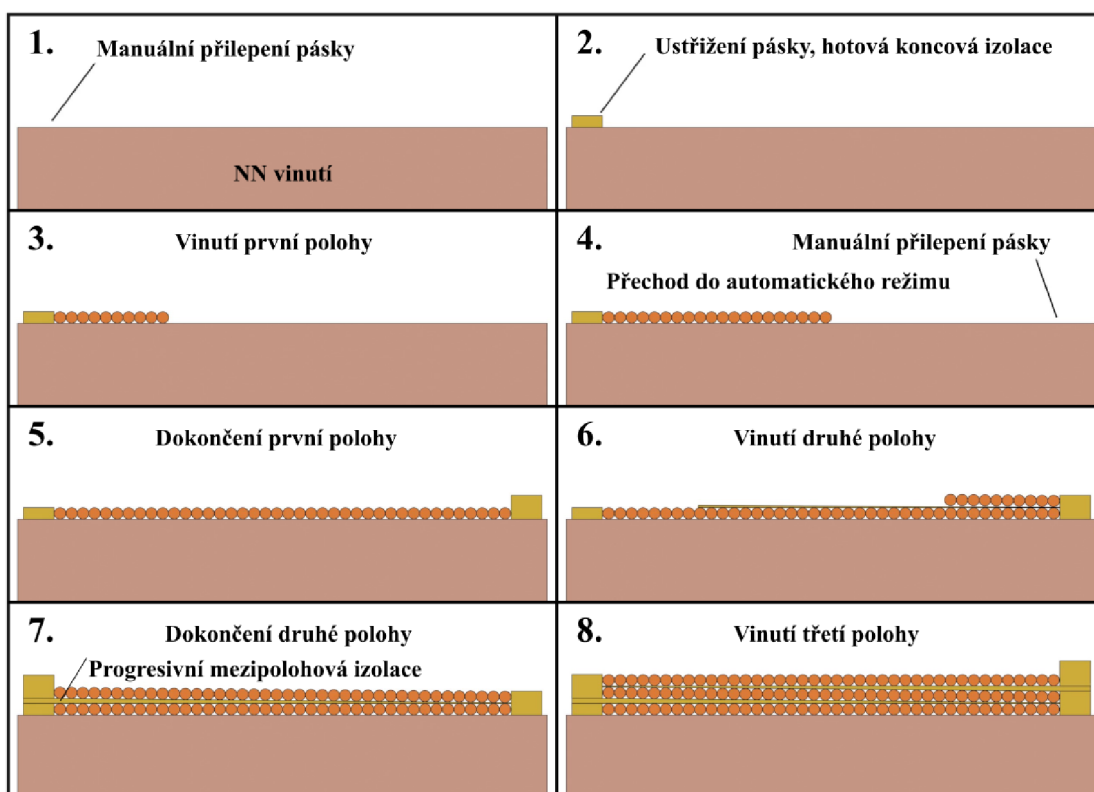 1.
Manuální přilepení pásky
NN vinutí
2.
Ustřižení pásky, hotová koncová izolace
3.
Vinutí první polohy
4.
Manuální přilepení pásky
Přechod do automatického režimu
5.
Dokončení první polohy
6.
Vinutí druhé polohy
7.
Dokončení druhé polohy
Progresivní mezipolohová izolace
8.
Vinutí třetí polohy